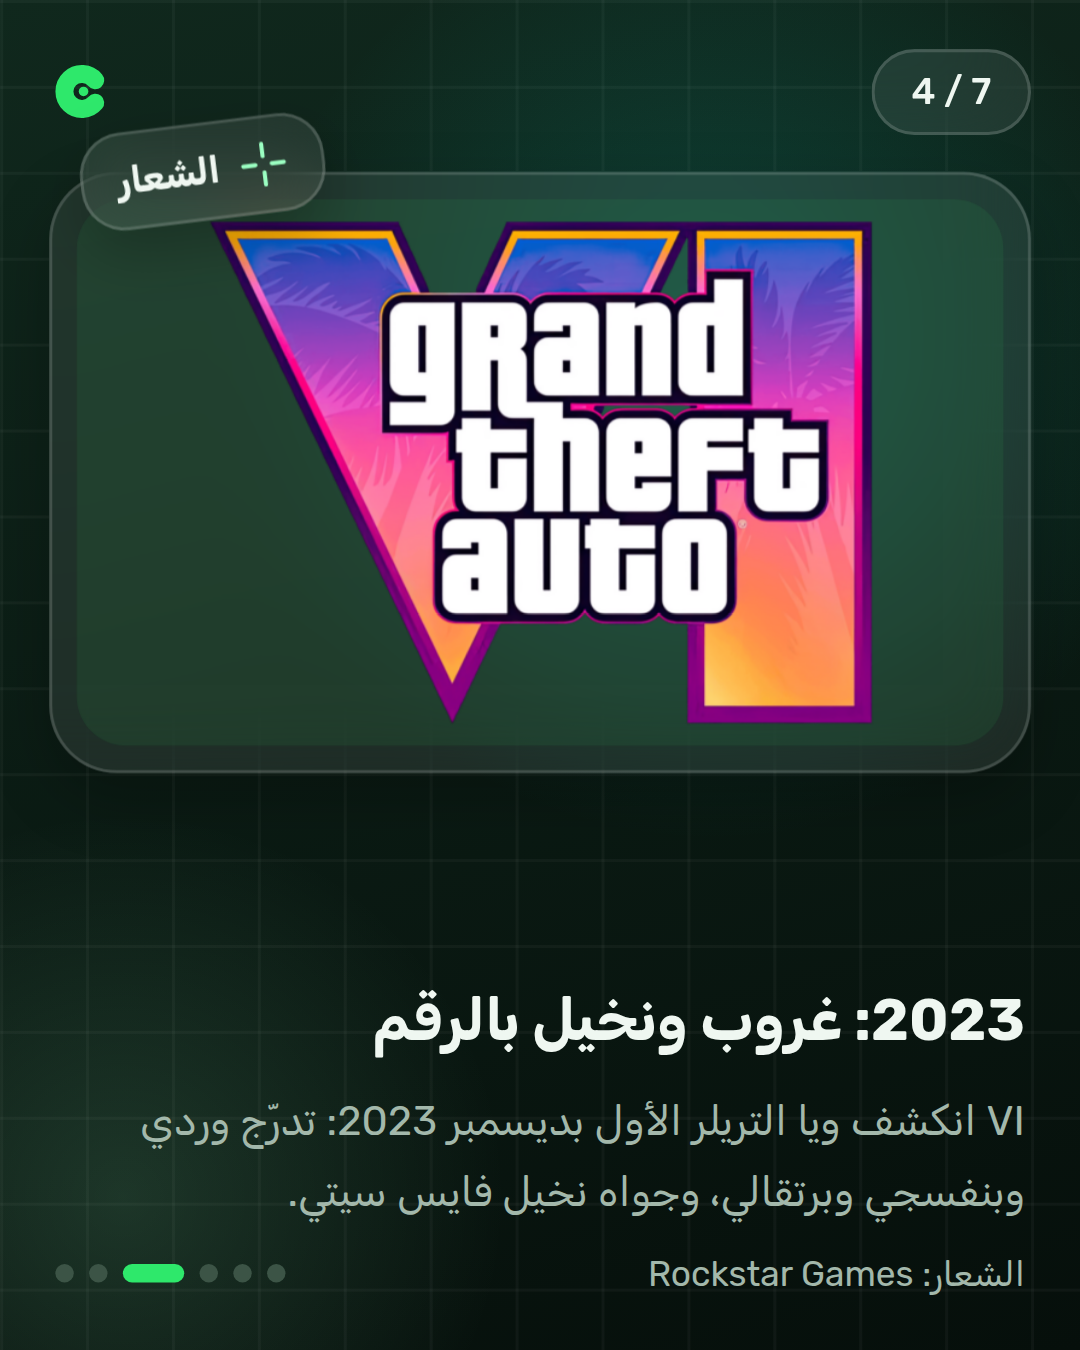 4 / 7
الشعار
grand
theft
auto
®
VI
2023: غروب ونخيل بالرقم
VI انكشف ويا التريلر الأول بديسمبر 2023: تدرّج وردي
وبنفسجي وبرتقالي، وجواه نخيل فايس سيتي.
الشعار: Rockstar Games